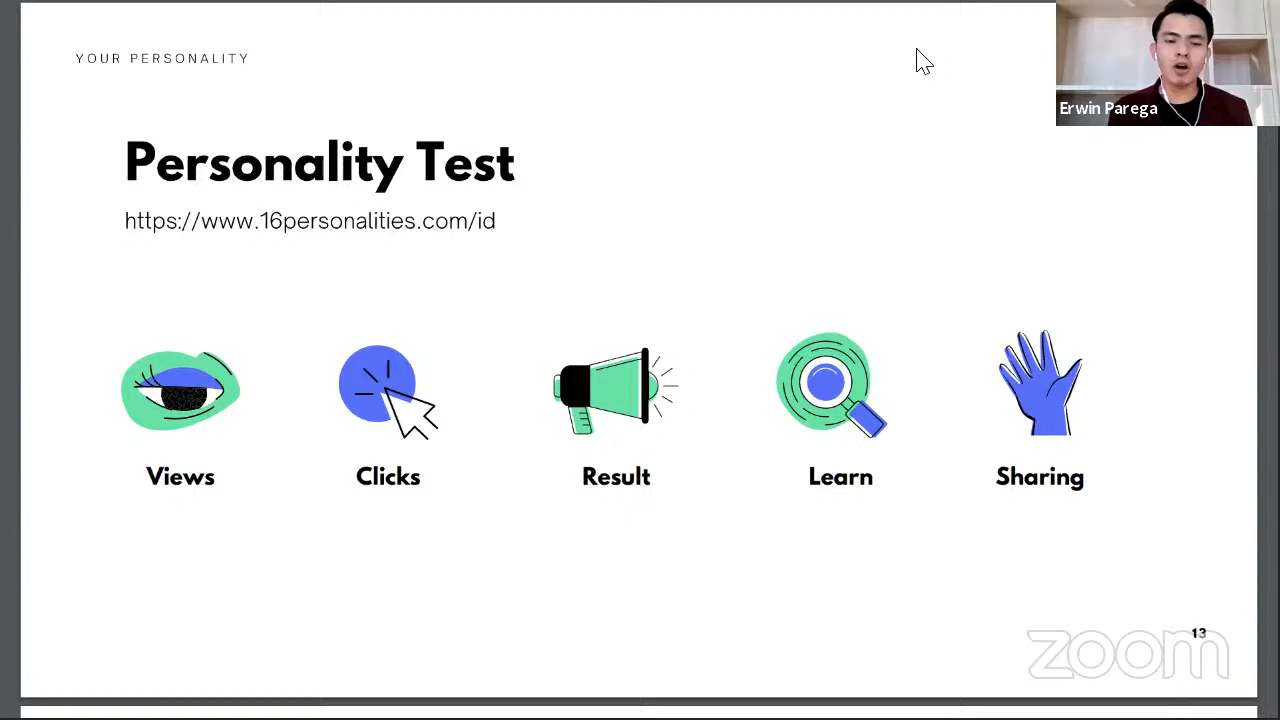 YOUR PERSONALITY
Erwin Parega
Personality Test
https://www.16personalities.com/id
Views
Clicks
Result
Learn
Sharing
13
zoom